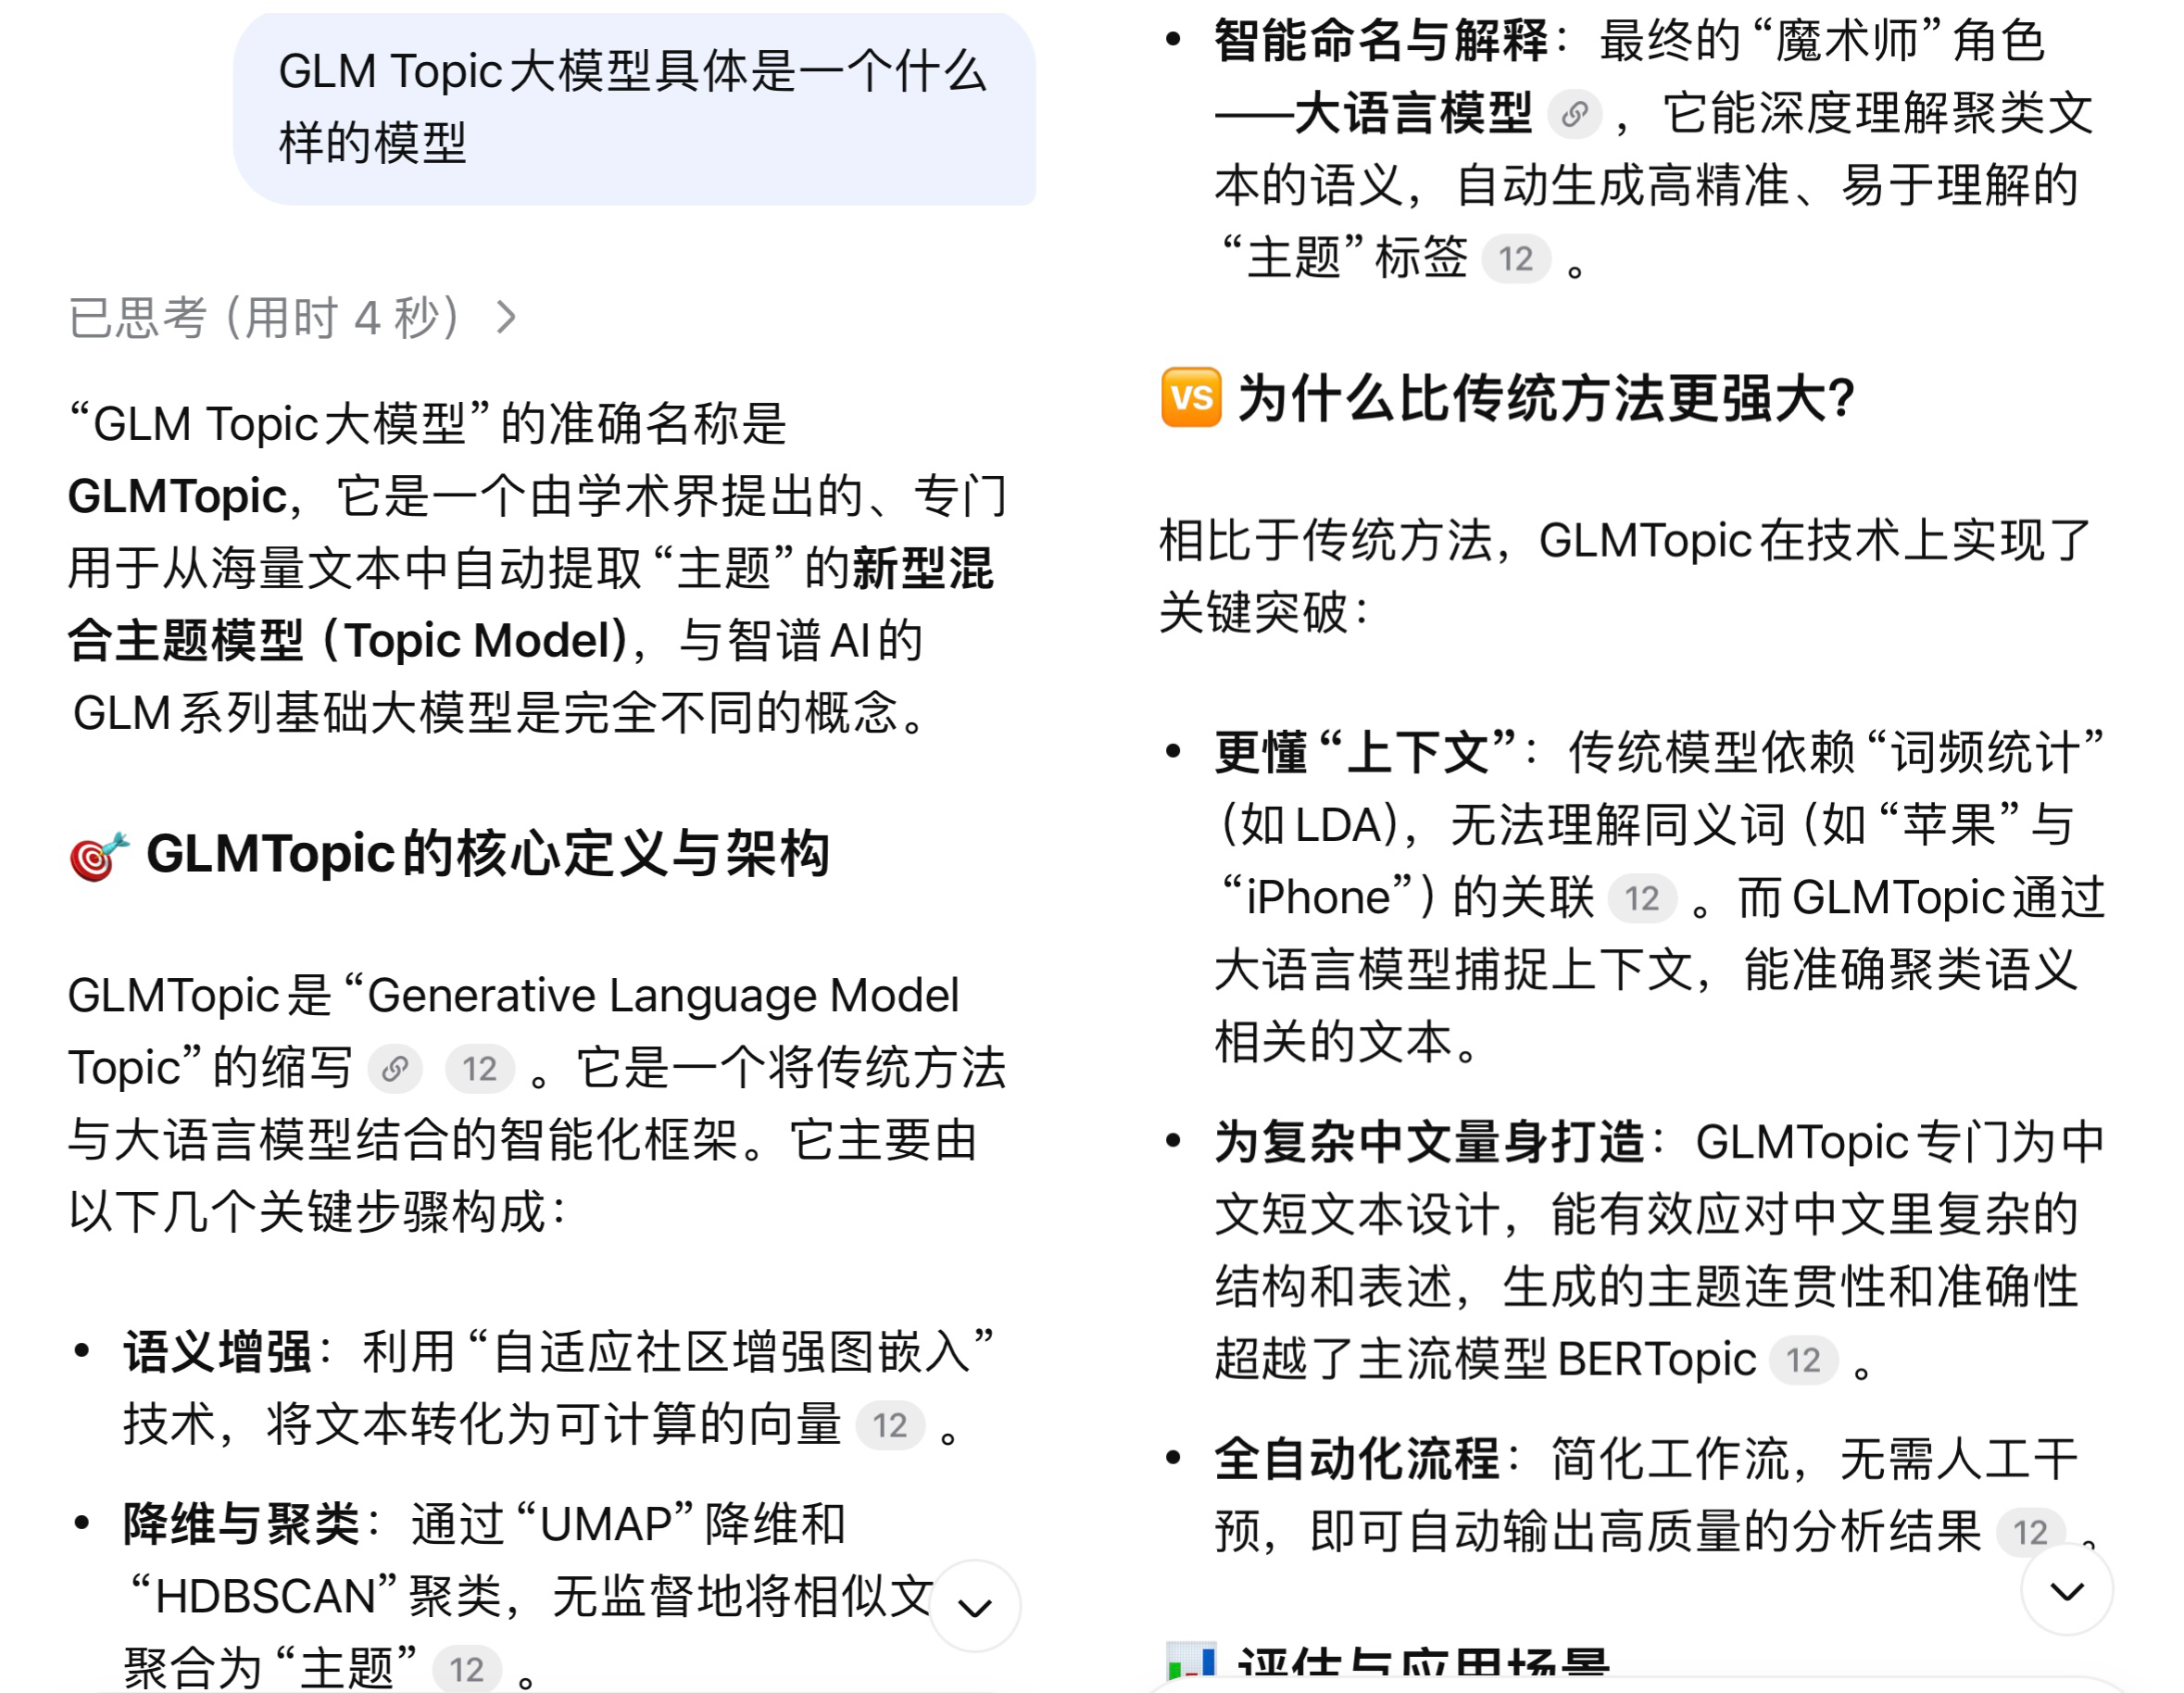 GLM Topic大模型具体是一个什么
样的模型
已思考（用时 4 秒）
“GLM Topic大模型”的准确名称是
GLMTopic，它是一个由学术界提出的、专门
用于从海量文本中自动提取“主题”的新型混
合主题模型（Topic Model），与智谱AI的
GLM系列基础大模型是完全不同的概念。
🎯 GLMTopic的核心定义与架构
GLMTopic是“Generative Language Model
Topic”的缩写 12 。它是一个将传统方法
与大语言模型结合的智能化框架。它主要由
以下几个关键步骤构成：
• 语义增强：利用“自适应社区增强图嵌入”
技术，将文本转化为可计算的向量 12 。
• 降维与聚类：通过“UMAP”降维和
“HDBSCAN”聚类，无监督地将相似文
聚合为“主题” 12 。
• 智能命名与解释：最终的“魔术师”角色
——大语言模型 ，它能深度理解聚类文
本的语义，自动生成高精准、易于理解的
“主题”标签 12 。
🆚 为什么比传统方法更强大？
相比于传统方法，GLMTopic在技术上实现了
关键突破：
• 更懂“上下文”：传统模型依赖“词频统计”
（如LDA），无法理解同义词（如“苹果”与
“iPhone”）的关联 12 。而GLMTopic通过
大语言模型捕捉上下文，能准确聚类语义
相关的文本。
• 为复杂中文量身打造：GLMTopic专门为中
文短文本设计，能有效应对中文里复杂的
结构和表述，生成的主题连贯性和准确性
超越了主流模型BERTopic 12 。
• 全自动化流程：简化工作流，无需人工干
预，即可自动输出高质量的分析结果 12 。
📊 评估与应用场景